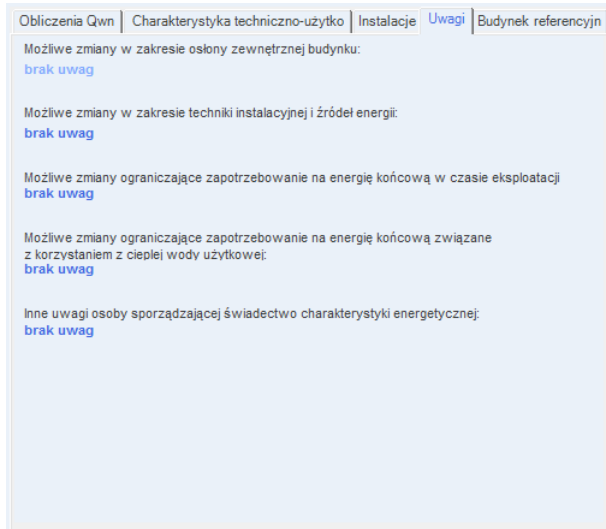 Obliczenia Qwn Charakterystyka techniczno-użytko Instalacje Uwagi Budynek referencyjn
Możliwe zmiany w zakresie osłony zewnętrznej budynku:
brak uwag
Możliwe zmiany w zakresie techniki instalacyjnej i źródeł energii:
brak uwag
Możliwe zmiany ograniczające zapotrzebowanie na energię końcową w czasie eksploatacji
brak uwag
Możliwe zmiany ograniczające zapotrzebowanie na energię końcową związane
z korzystaniem z ciepłej wody użytkowej:
brak uwag
Inne uwagi osoby sporządzającej świadectwo charakterystyki energetycznej:
brak uwag